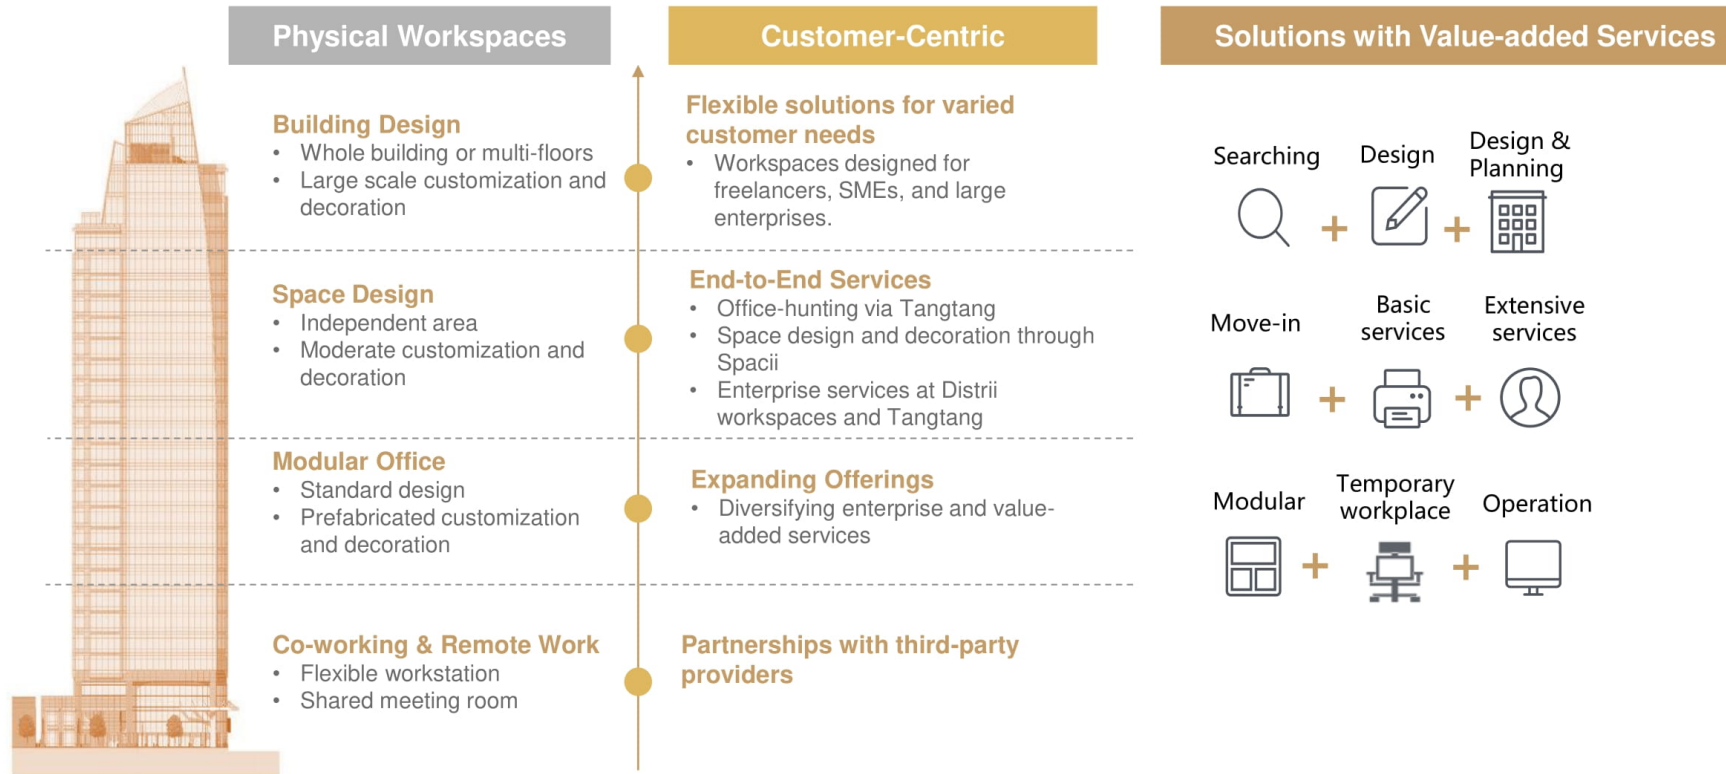 Physical Workspaces
Customer-Centric
Solutions with Value-added Services
Building Design
• Whole building or multi-floors
• Large scale customization and
decoration
Flexible solutions for varied
customer needs
• Workspaces designed for
freelancers, SMEs, and large
enterprises.
Space Design
• Independent area
• Moderate customization and
decoration
End-to-End Services
• Office-hunting via Tangtang
• Space design and decoration through
Spacii
• Enterprise services at Distrii
workspaces and Tangtang
Modular Office
• Standard design
• Prefabricated customization
and decoration
Expanding Offerings
• Diversifying enterprise and value-
added services
Co-working & Remote Work
• Flexible workstation
• Shared meeting room
Partnerships with third-party
providers
Searching
Design
Design &
Planning
+
+
Move-in
Basic
services
Extensive
services
+
+
Modular
Temporary
workplace
Operation
+
+